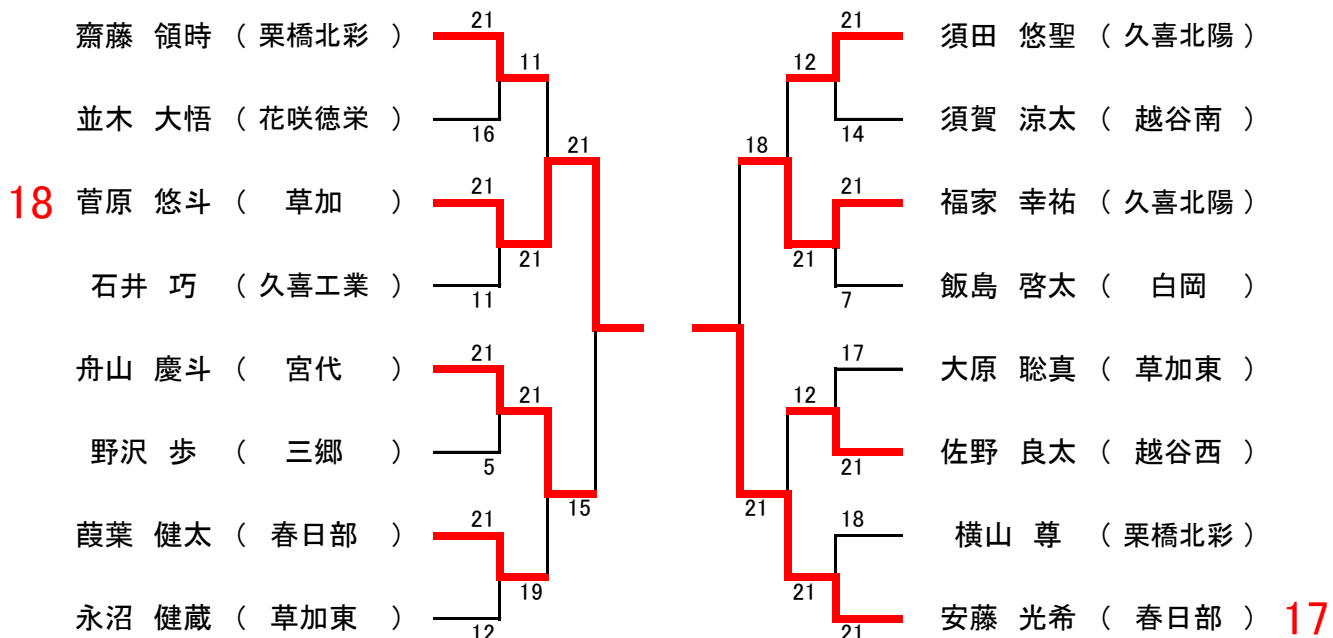 21 21
齋藤 領時 ( 栗橋北彩 ) 須田 悠聖 ( 久喜北陽 )
11 12
並木 大悟 ( 花咲徳栄 ) 須賀 涼太 ( 越谷南 )
16 14
21 18
21 21
18 菅原 悠斗 ( 草加 ) 福家 幸祐 ( 久喜北陽 )
21 21
石井 巧 ( 久喜工業 ) 飯島 啓太 ( 白岡 )
11 7
21 17
舟山 慶斗 ( 宮代 ) 大原 聡真 ( 草加東 )
21 12
野沢 歩 ( 三郷 ) 佐野 良太 ( 越谷西 )
5 21
15 21
21 18
葭葉 健太 ( 春日部 ) 横山 尊 ( 栗橋北彩 )
19 21
永沼 健蔵 ( 草加東 ) 安藤 光希 ( 春日部 ) 17
12 21